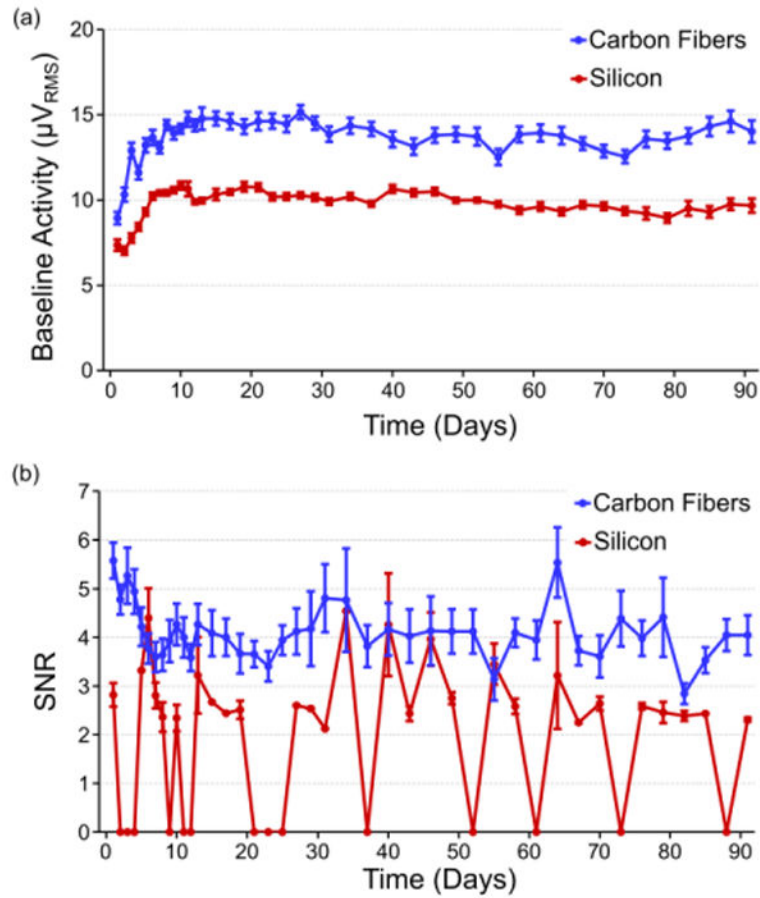 (a)
20
15
10
5
0
Baseline Activity (µV_RMS)
Carbon Fibers
Silicon
0 10 20 30 40 50 60 70 80 90
Time (Days)
(b)
7
6
5
4
3
2
1
0
SNR
Carbon Fibers
Silicon
0 10 20 30 40 50 60 70 80 90
Time (Days)